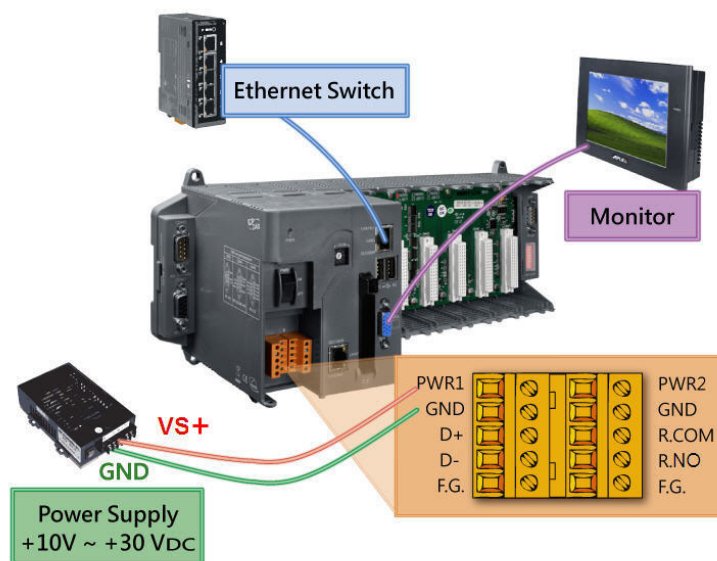 Ethernet Switch
Monitor
PWR1
GND
D+
D-
F.G.
PWR2
GND
R.COM
R.NO
F.G.
VS+
GND
Power Supply
+10V ~ +30 VDC